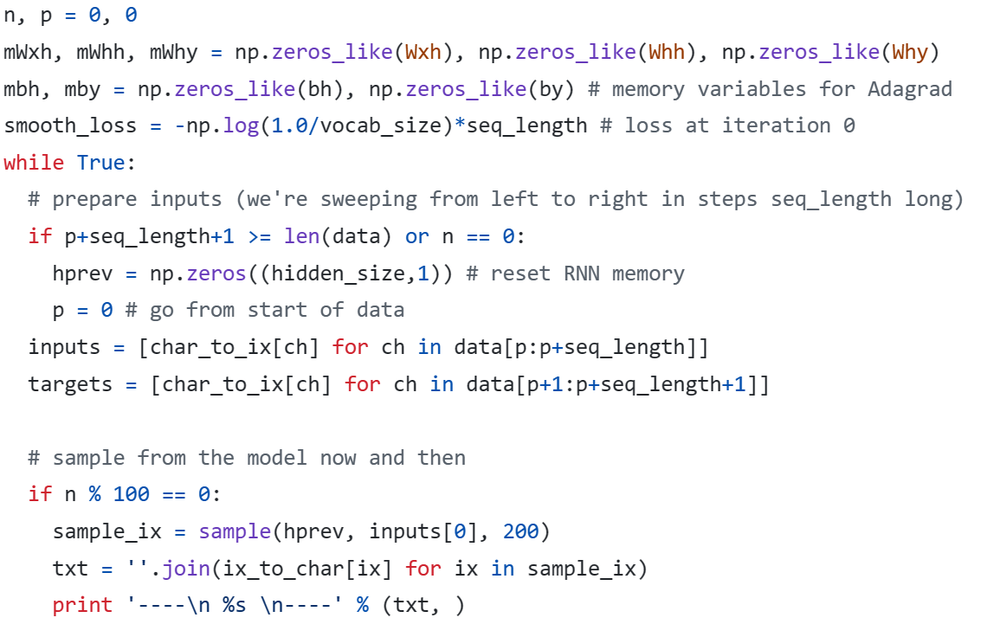 n, p = 0, 0
mWxh, mWhh, mWhy = np.zeros_like(Wxh), np.zeros_like(Whh), np.zeros_like(Why)
mbh, mby = np.zeros_like(bh), np.zeros_like(by) # memory variables for Adagrad
smooth_loss = -np.log(1.0/vocab_size)*seq_length # loss at iteration 0
while True:
  # prepare inputs (we're sweeping from left to right in steps seq_length long)
  if p+seq_length+1 >= len(data) or n == 0:
    hprev = np.zeros((hidden_size,1)) # reset RNN memory
    p = 0 # go from start of data
  inputs = [char_to_ix[ch] for ch in data[p:p+seq_length]]
  targets = [char_to_ix[ch] for ch in data[p+1:p+seq_length+1]]

  # sample from the model now and then
  if n % 100 == 0:
    sample_ix = sample(hprev, inputs[0], 200)
    txt = ''.join(ix_to_char[ix] for ix in sample_ix)
    print '----\n %s \n----' % (txt, )